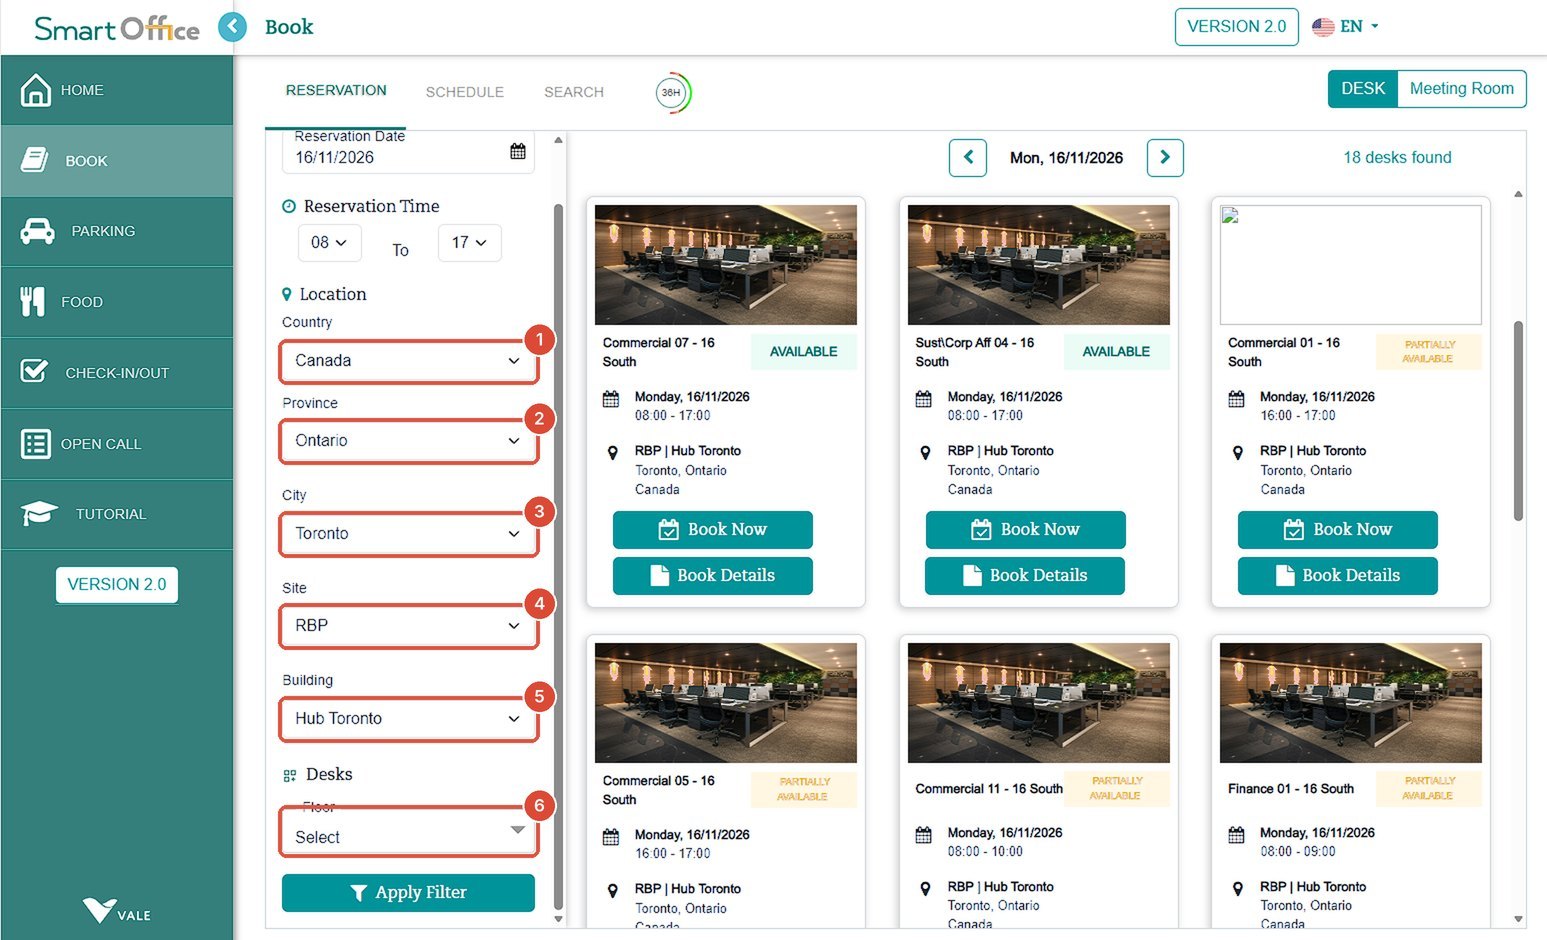 Smart Office
Book
VERSION 2.0
EN
HOME
BOOK
PARKING
FOOD
CHECK-IN/OUT
OPEN CALL
TUTORIAL
VERSION 2.0
VALE
RESERVATION
SCHEDULE
SEARCH
36H
DESK
Meeting Room
Reservation Date
16/11/2026
Reservation Time
08
To
17
Location
Country
1
Canada
Province
2
Ontario
City
3
Toronto
Site
4
RBP
Building
5
Hub Toronto
Desks
6
Floor
Select
Apply Filter
Mon, 16/11/2026
18 desks found
Commercial 07 - 16
South
AVAILABLE
Monday, 16/11/2026
08:00 - 17:00
RBP | Hub Toronto
Toronto, Ontario
Canada
Book Now
Book Details
Sust\Corp Aff 04 - 16
South
AVAILABLE
Monday, 16/11/2026
08:00 - 17:00
RBP | Hub Toronto
Toronto, Ontario
Canada
Book Now
Book Details
Commercial 01 - 16
South
PARTIALLY
AVAILABLE
Monday, 16/11/2026
16:00 - 17:00
RBP | Hub Toronto
Toronto, Ontario
Canada
Book Now
Book Details
Commercial 05 - 16
South
PARTIALLY
AVAILABLE
Monday, 16/11/2026
16:00 - 17:00
RBP | Hub Toronto
Toronto, Ontario
Canada
Commercial 11 - 16 South
PARTIALLY
AVAILABLE
Monday, 16/11/2026
08:00 - 10:00
RBP | Hub Toronto
Toronto, Ontario
Canada
Finance 01 - 16 South
PARTIALLY
AVAILABLE
Monday, 16/11/2026
08:00 - 09:00
RBP | Hub Toronto
Toronto, Ontario
Canada